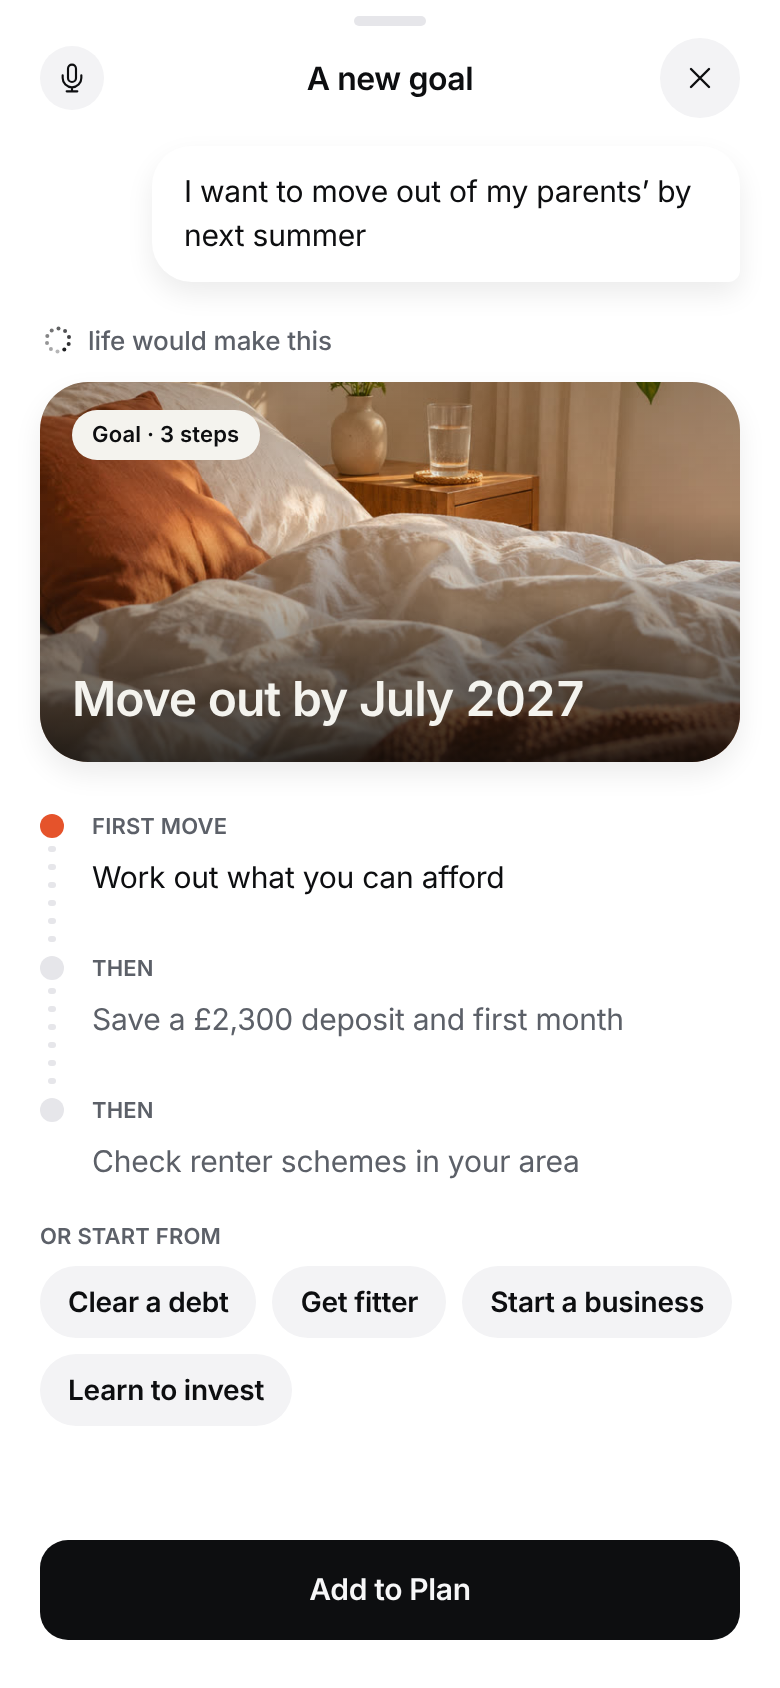 A new goal
I want to move out of my parents’ by
next summer
life would make this
Goal · 3 steps
Move out by July 2027
FIRST MOVE
Work out what you can afford
THEN
Save a £2,300 deposit and first month
THEN
Check renter schemes in your area
OR START FROM
Clear a debt
Get fitter
Start a business
Learn to invest
Add to Plan